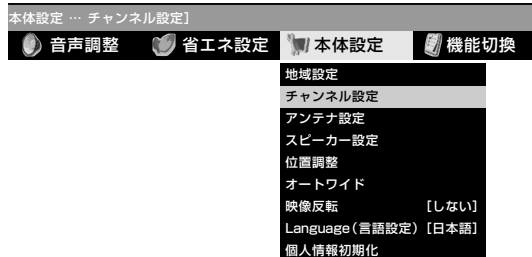 本体設定 … チャンネル設定］
音声調整 省エネ設定 本体設定 機能切換
地域設定
チャンネル設定
アンテナ設定
スピーカー設定
位置調整
オートワイド
映像反転 ［しない］
Language（言語設定）［日本語］
個人情報初期化